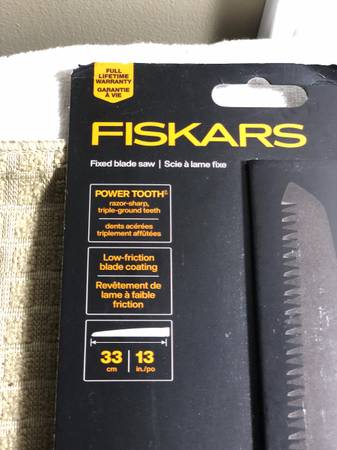 FULL
LIFETIME
WARRANTY
GARANTIE
À VIE
FISKARS
Fixed blade saw | Scie à lame fixe
POWER TOOTH
razor-sharp,
triple-ground teeth
dents acérées
triplement affûtées
Low-friction
blade coating
Revêtement de
lame à faible
friction
33 | 13
cm in./po